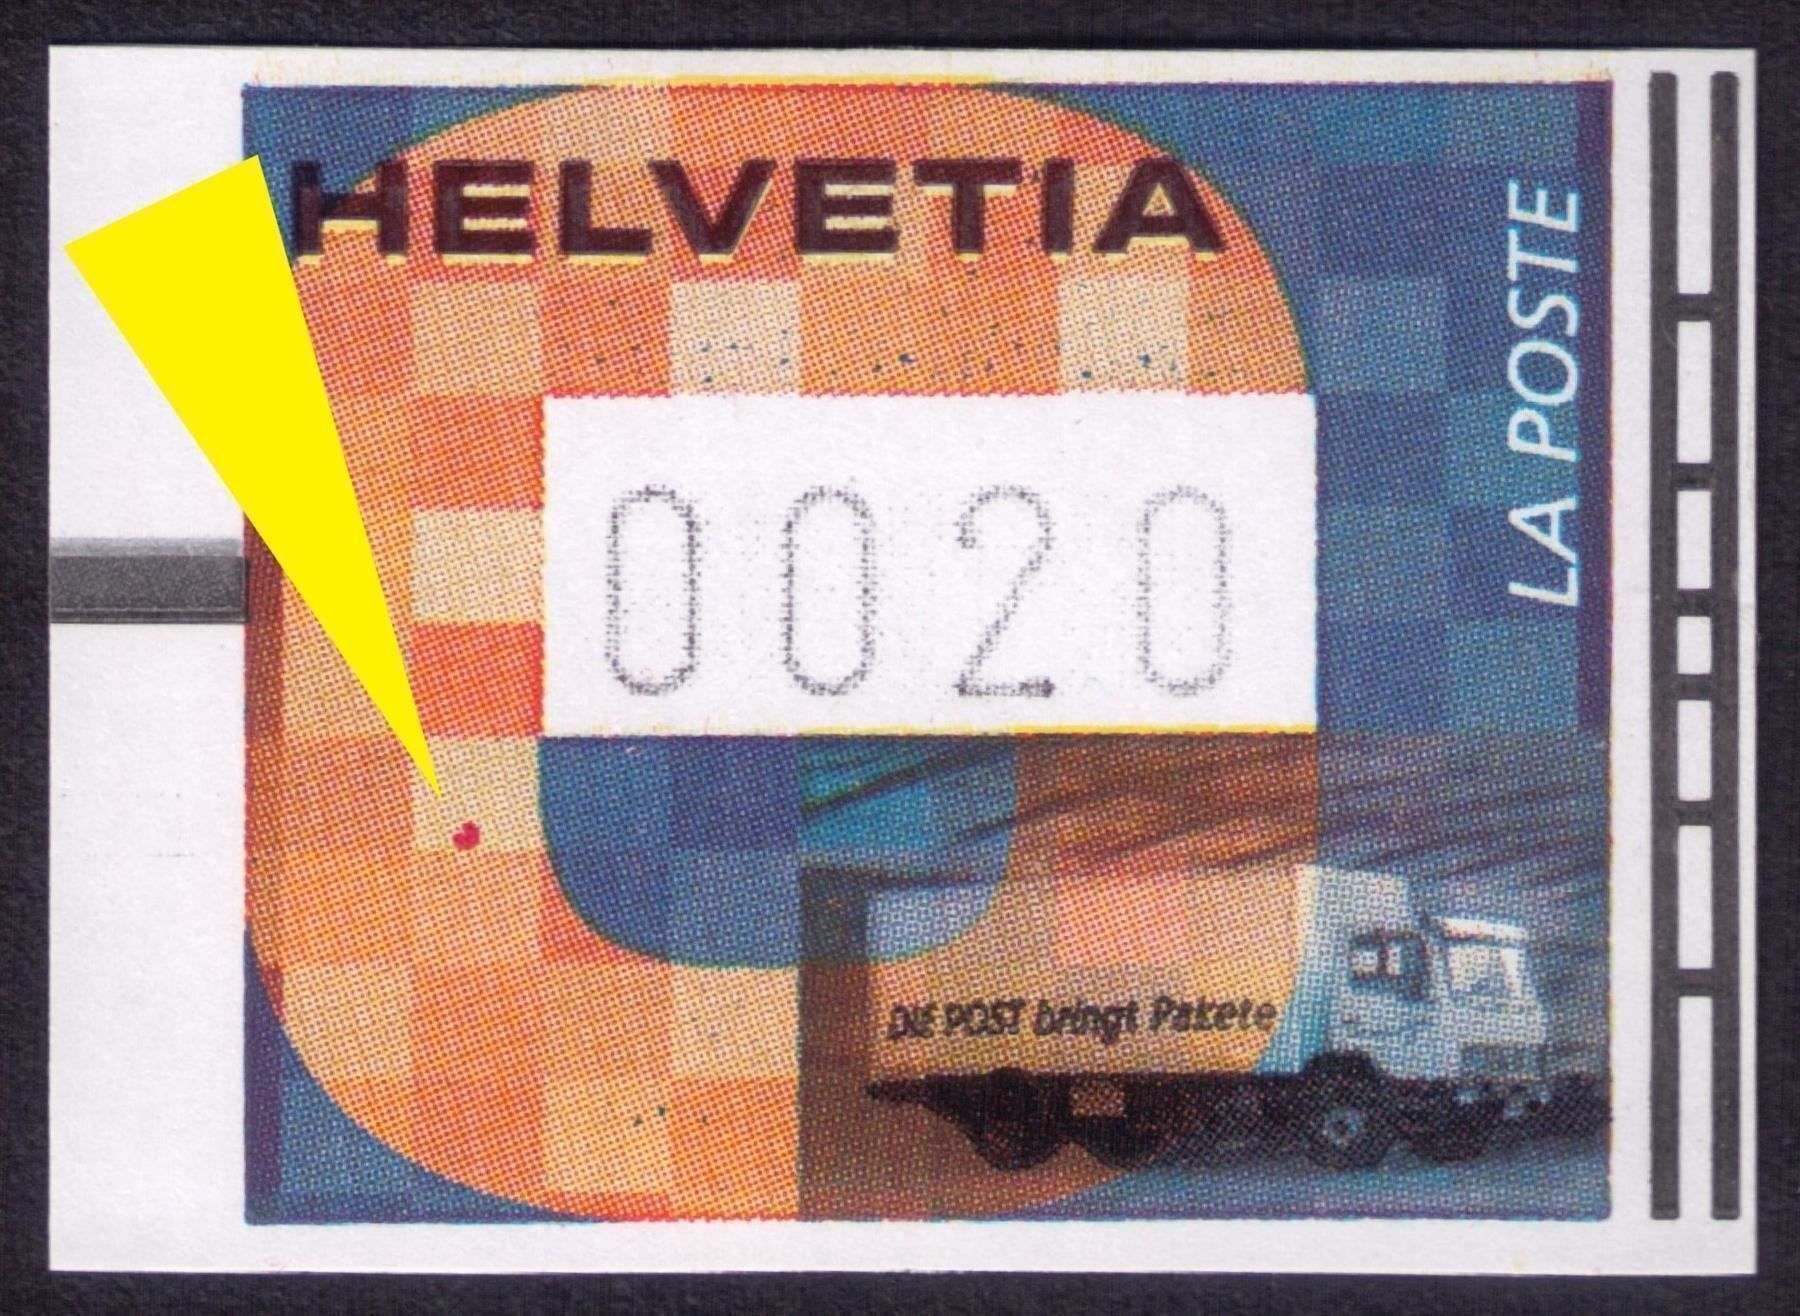 HELVETIA
LA POSTE
0020
DIE POST bringt Pakete